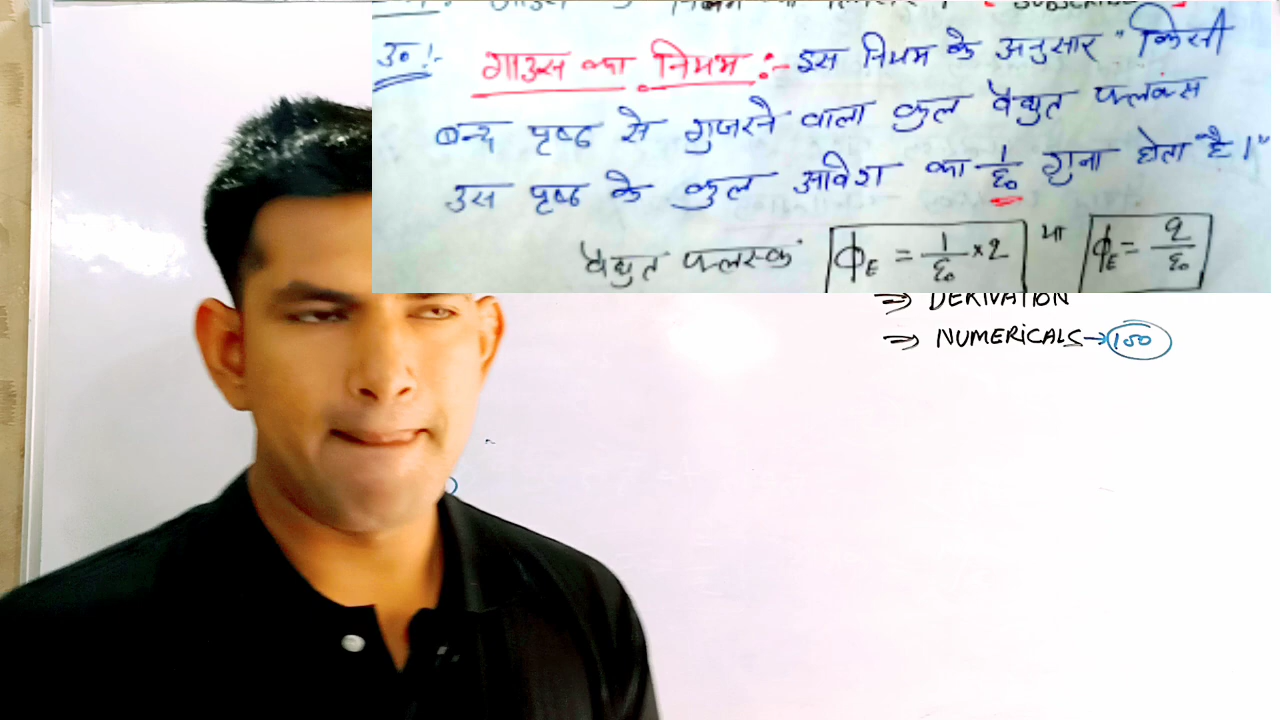 उ०!- गाउस का नियम :- इस नियम के अनुसार "किसी
बन्द पृष्ठ से गुजरने वाला कुल वैद्युत फ्लक्स
उस पृष्ठ के कुल आवेश का 1/ε₀ गुना होता है।"
वैद्युत फ्लस्कं ϕE = 1/ε₀ × q या ϕE = q/ε₀
⇒ DERIVATION
⇒ NUMERICALS → 150